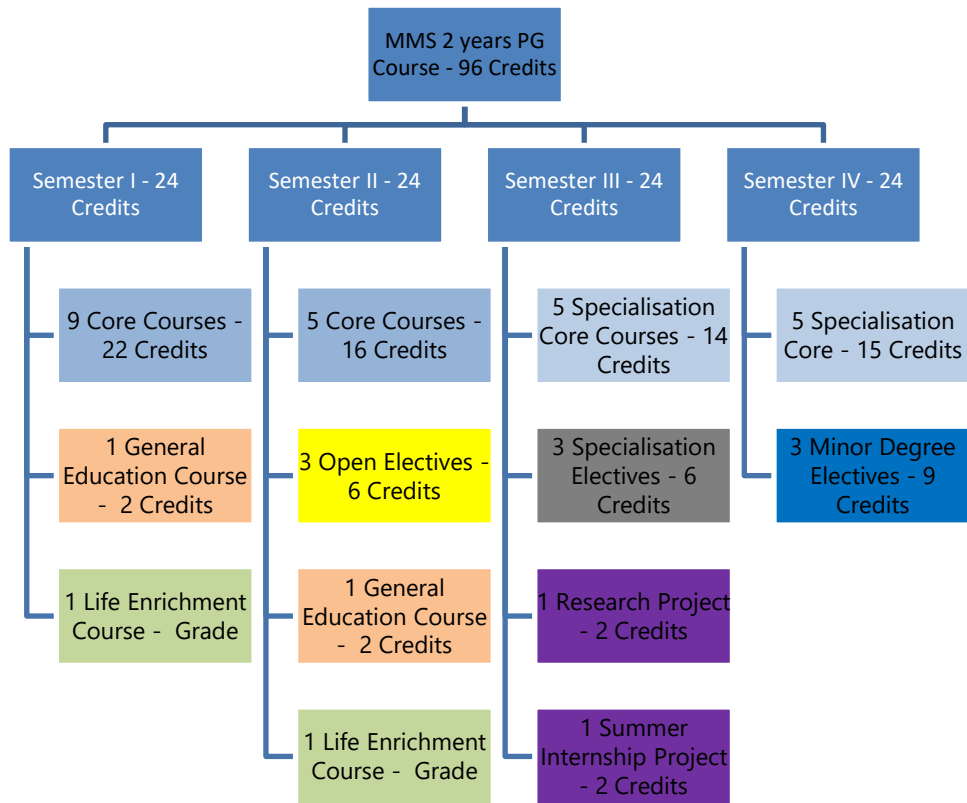 MMS 2 years PG
Course - 96 Credits
Semester I - 24
Credits
Semester II - 24
Credits
Semester III - 24
Credits
Semester IV - 24
Credits
9 Core Courses -
22 Credits
1 General
Education Course
- 2 Credits
1 Life Enrichment
Course - Grade
5 Core Courses -
16 Credits
3 Open Electives -
6 Credits
1 General
Education Course
- 2 Credits
1 Life Enrichment
Course - Grade
5 Specialisation
Core Courses - 14
Credits
3 Specialisation
Electives - 6
Credits
1 Research Project
- 2 Credits
1 Summer
Internship Project
- 2 Credits
5 Specialisation
Core - 15 Credits
3 Minor Degree
Electives - 9
Credits